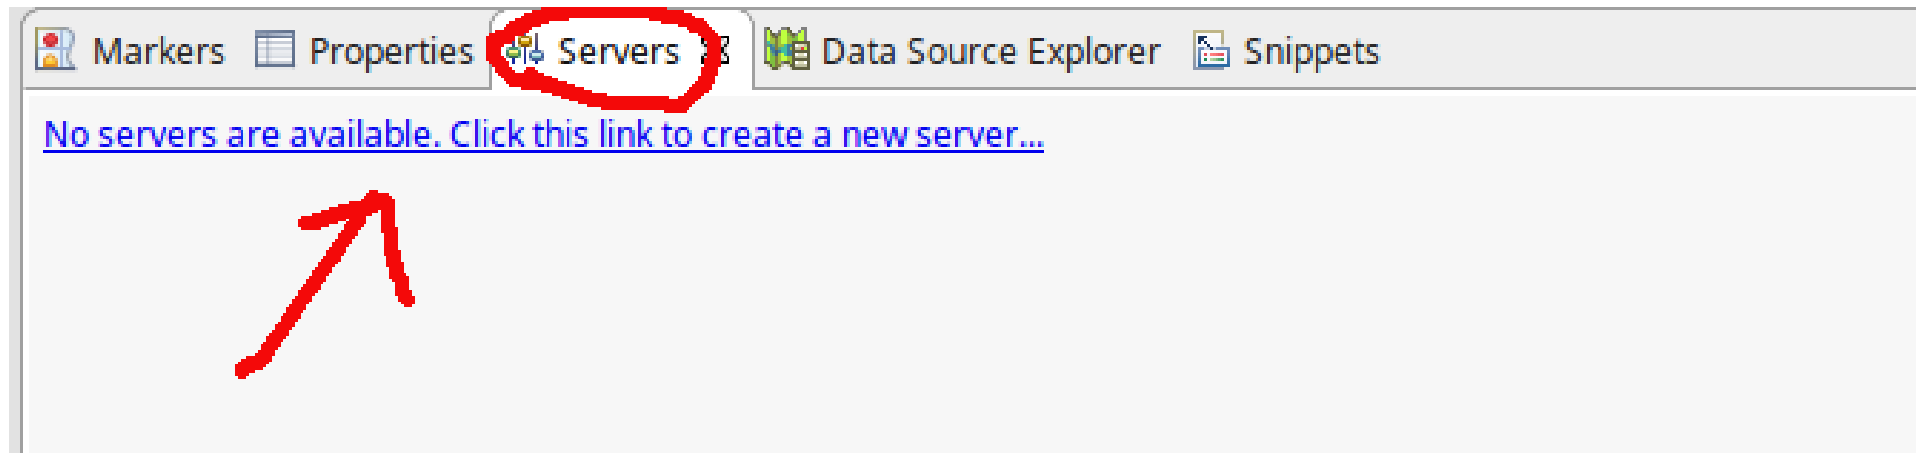 Markers Properties Servers Data Source Explorer Snippets
No servers are available. Click this link to create a new server...